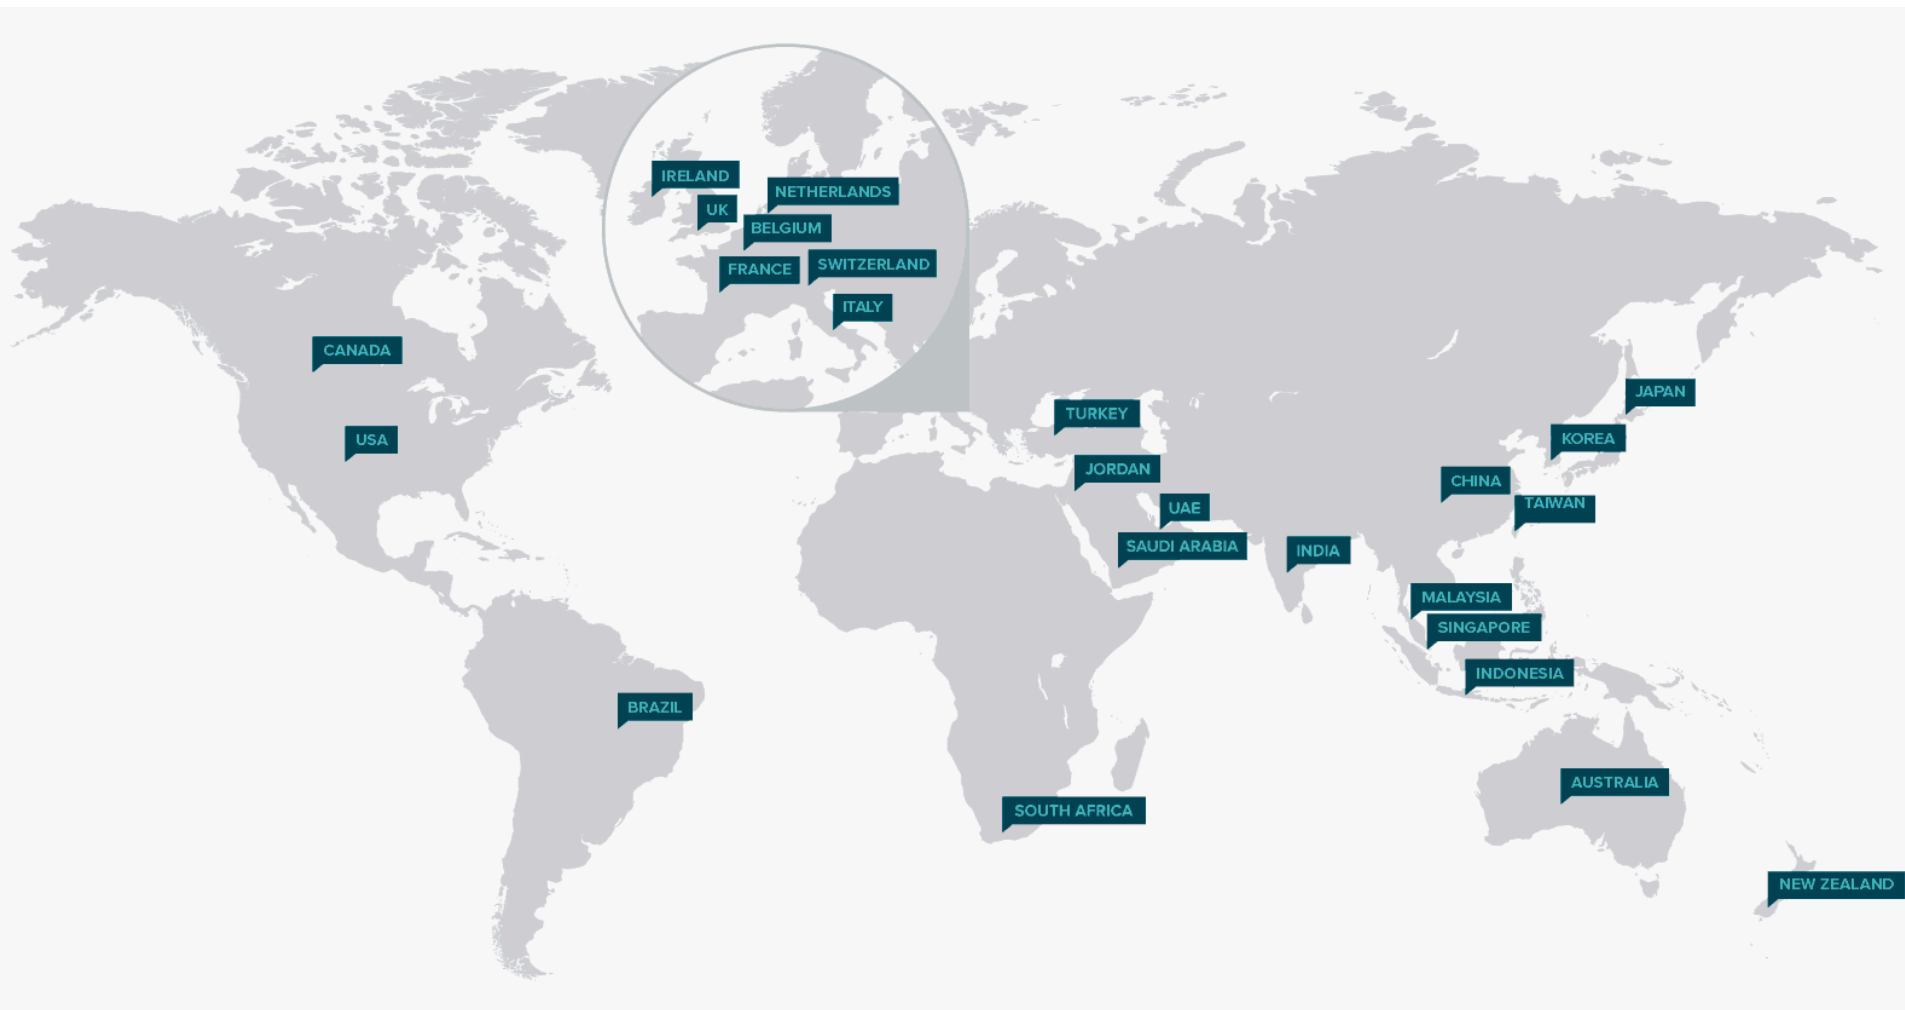 IRELAND
NETHERLANDS
UK
BELGIUM
FRANCE
SWITZERLAND
ITALY
CANADA
USA
BRAZIL
TURKEY
JORDAN
UAE
SAUDI ARABIA
SOUTH AFRICA
INDIA
JAPAN
KOREA
CHINA
TAIWAN
MALAYSIA
SINGAPORE
INDONESIA
AUSTRALIA
NEW ZEALAND